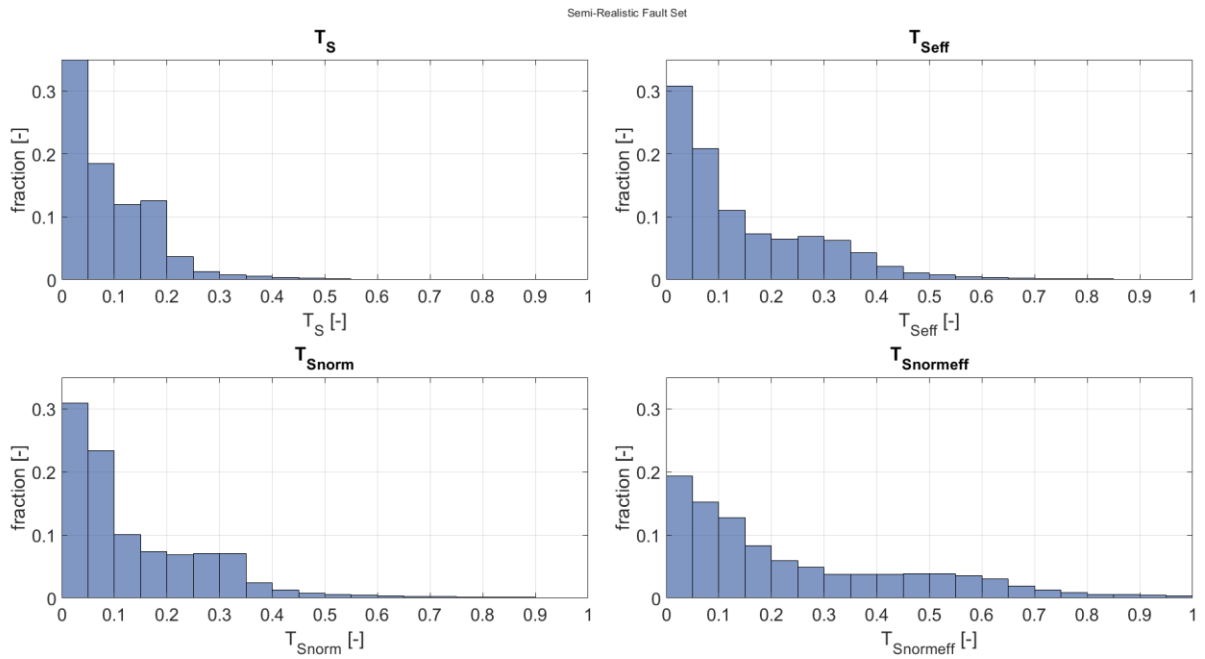 Semi-Realistic Fault Set
T_S
fraction [-]
0.3
0.2
0.1
0
0 0.1 0.2 0.3 0.4 0.5 0.6 0.7 0.8 0.9 1
T_S [-]
T_Seff
fraction [-]
0.3
0.2
0.1
0
0 0.1 0.2 0.3 0.4 0.5 0.6 0.7 0.8 0.9 1
T_Seff [-]
T_Snorm
fraction [-]
0.3
0.2
0.1
0
0 0.1 0.2 0.3 0.4 0.5 0.6 0.7 0.8 0.9 1
T_Snorm [-]
T_Snormeff
fraction [-]
0.3
0.2
0.1
0
0 0.1 0.2 0.3 0.4 0.5 0.6 0.7 0.8 0.9 1
T_Snormeff [-]